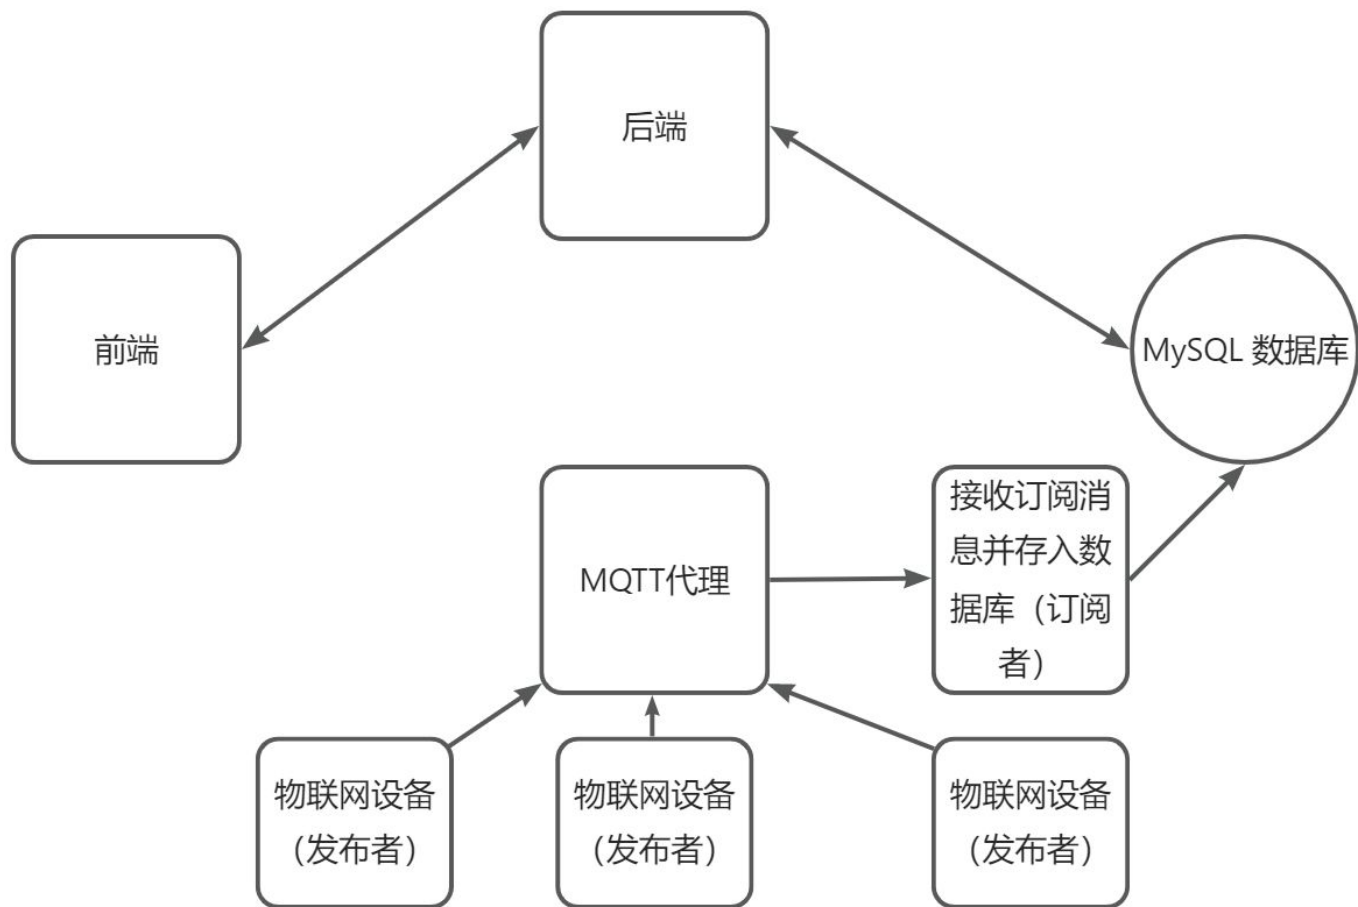 后端
前端
MySQL 数据库
MQTT代理
接收订阅消
息并存入数
据库（订阅
者）
物联网设备
（发布者）
物联网设备
（发布者）
物联网设备
（发布者）